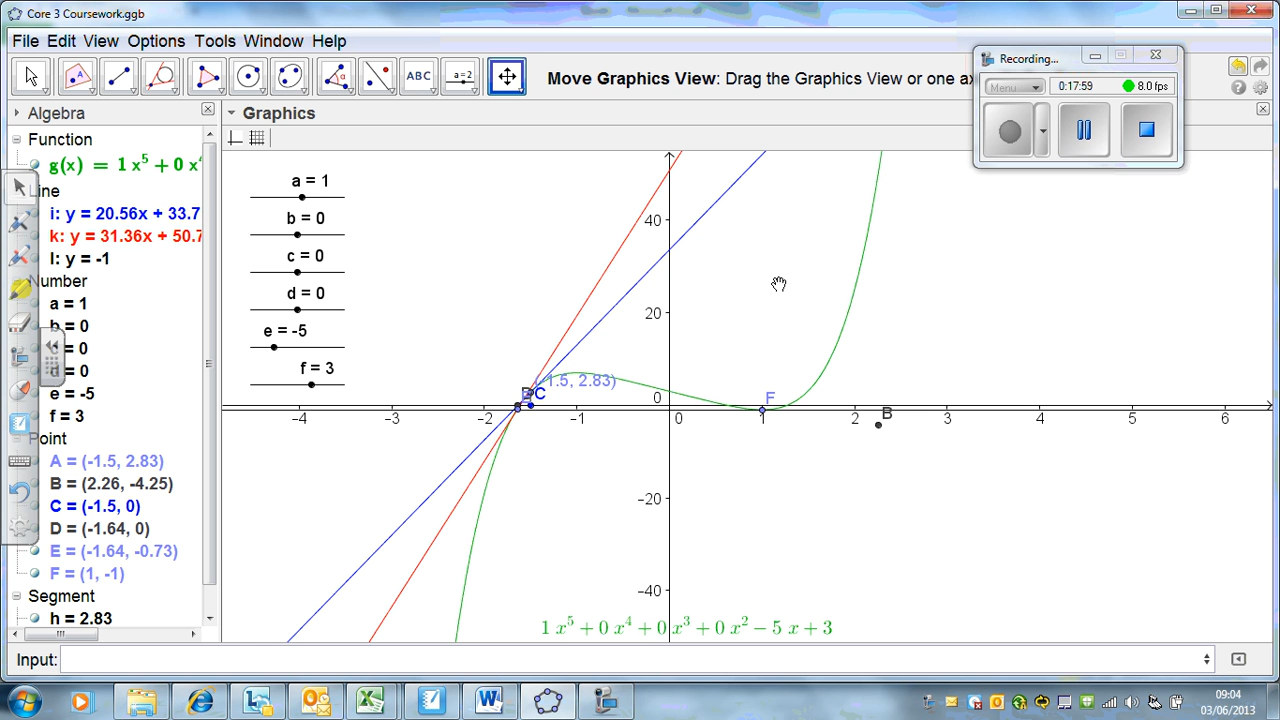 Core 3 Coursework.ggb
File Edit View Options Tools Window Help
ABC
a=2
Move Graphics View: Drag the Graphics View or one ax
Recording...
Menu
0:17:59
8.0 fps
Algebra
Graphics
Function
g(x) = 1 x⁵ + 0 x
Line
i: y = 20.56x + 33.7
k: y = 31.36x + 50.7
l: y = -1
Number
a = 1
b = 0
c = 0
d = 0
e = -5
f = 3
Point
A = (-1.5, 2.83)
B = (2.26, -4.25)
C = (-1.5, 0)
D = (-1.64, 0)
E = (-1.64, -0.73)
F = (1, -1)
Segment
h = 2.83
a = 1
b = 0
c = 0
d = 0
e = -5
f = 3
40
20
0
-20
-40
-4 -3 -2 -1 0 1 2 3 4 5 6
(-1.5, 2.83)
C
F
B
1 x⁵ + 0 x⁴ + 0 x³ + 0 x² − 5 x + 3
Input:
09:04
03/06/2013